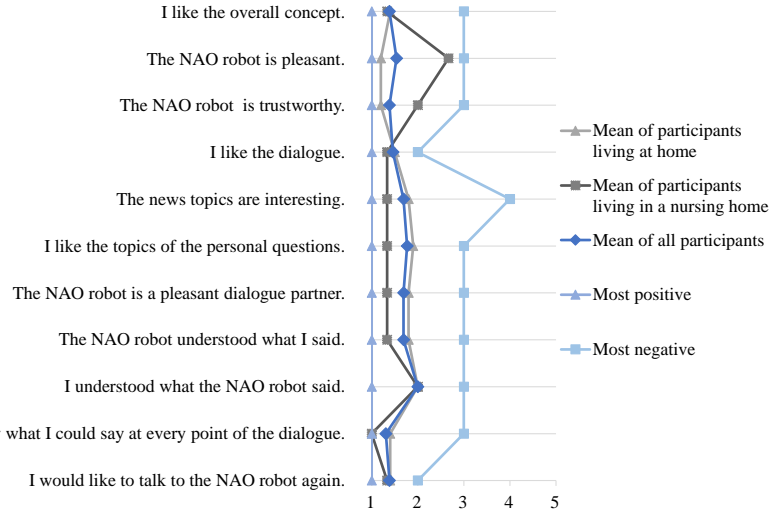 I like the overall concept.
The NAO robot is pleasant.
The NAO robot  is trustworthy.
I like the dialogue.
The news topics are interesting.
I like the topics of the personal questions.
The NAO robot is a pleasant dialogue partner.
The NAO robot understood what I said.
I understood what the NAO robot said.
what I could say at every point of the dialogue.
I would like to talk to the NAO robot again.
1 2 3 4 5
Mean of participants
living at home
Mean of participants
living in a nursing home
Mean of all participants
Most positive
Most negative